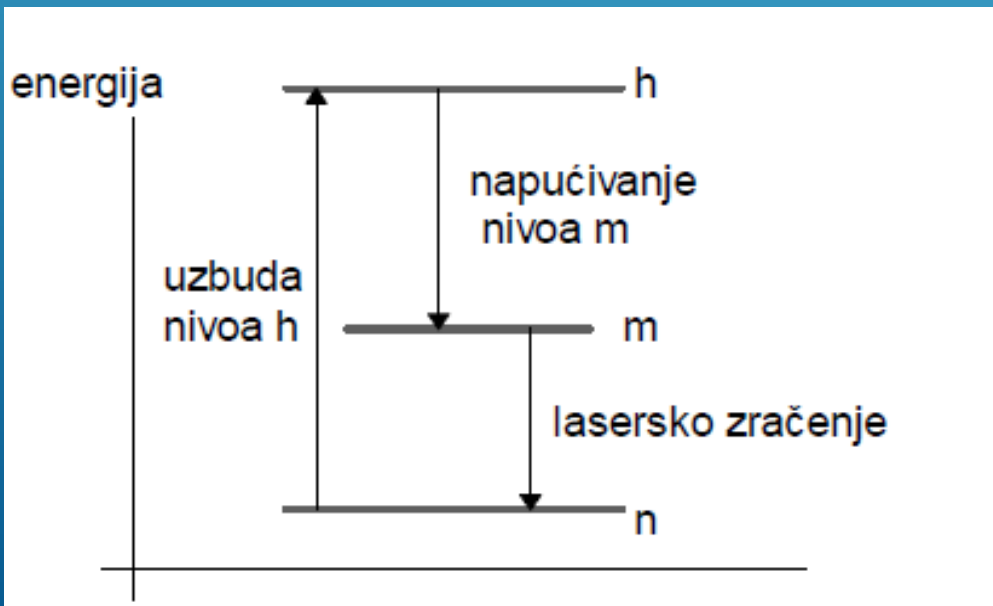 energija
h
napućivanje
nivoa m
uzbuda
nivoa h
m
lasersko zračenje
n